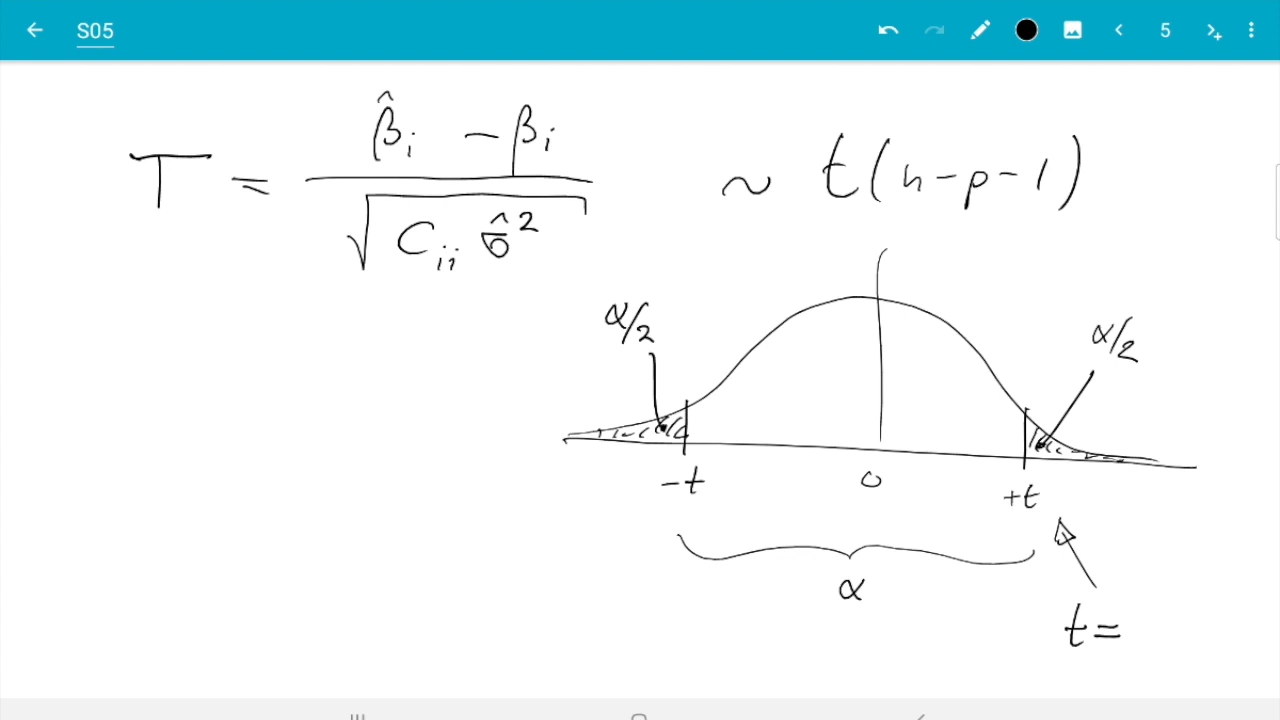 S05
5
T = β̂i − βi / √Cii σ̂² ~ t(n-p-1)
α/2
α/2
-t 0 +t
α
t=